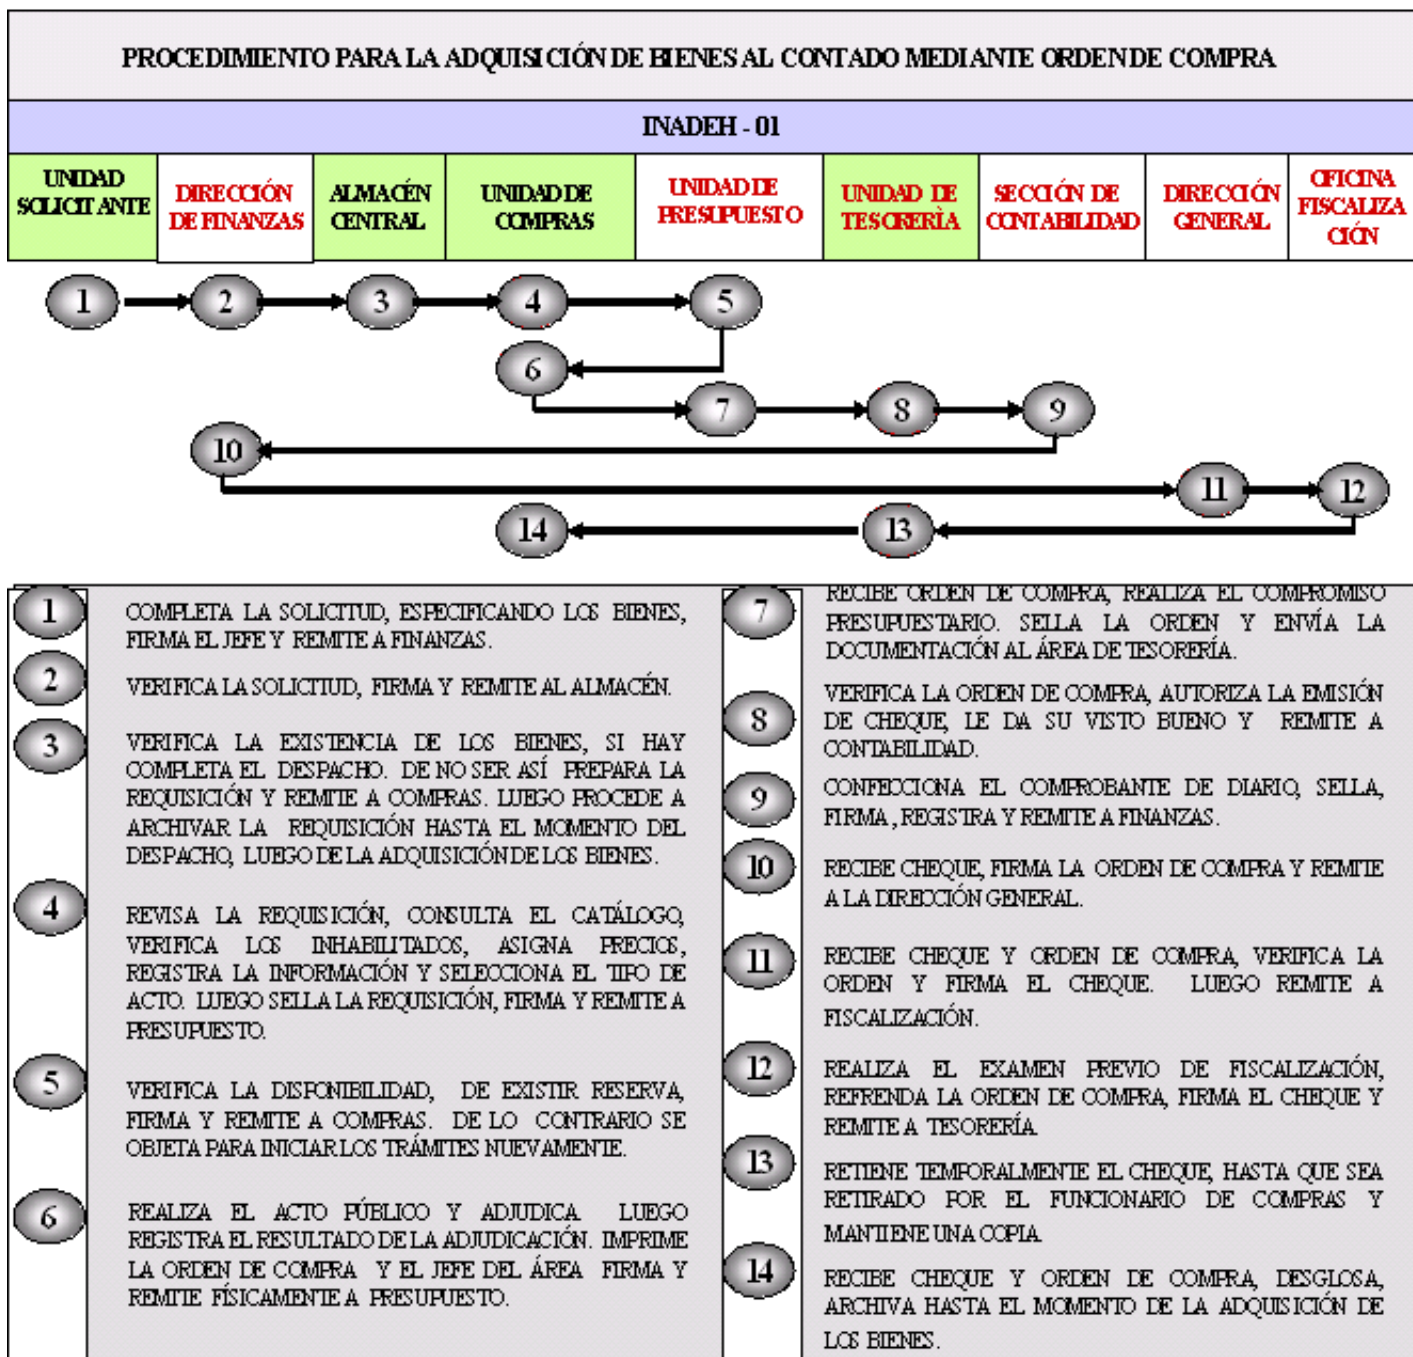 PROCEDIMIENTO PARA LA ADQUISICIÓN DE BIENES AL CONTADO MEDIANTE ORDEN DE COMPRA
INADEH - 01
UNIDAD
SOLICITANTE
DIRECCIÓN
DE FINANZAS
ALMACÉN
CENTRAL
UNIDAD DE
COMPRAS
UNIDAD DE
PRESUPUESTO
UNIDAD DE
TESORERÌA
SECCIÓN DE
CONTABILIDAD
DIRECCIÓN
GENERAL
OFICINA
FISCALIZA
CIÓN
1 2 3 4 5
6
7 8 9
10
11 12
14 13
1
COMPLETA LA SOLICITUD, ESPECIFICANDO LOS BIENES,
FIRMA EL JEFE Y REMITE A FINANZAS.
2
VERIFICA LA SOLICITUD, FIRMA Y REMITE AL ALMACÉN.
3
VERIFICA LA EXISTENCIA DE LOS BIENES, SI HAY
COMPLETA EL DESPACHO. DE NO SER ASÍ PREPARA LA
REQUISICIÓN Y REMITE A COMPRAS. LUEGO PROCEDE A
ARCHIVAR LA REQUISICIÓN HASTA EL MOMENTO DEL
DESPACHO, LUEGO DE LA ADQUISICIÓN DE LOS BIENES.
4
REVISA LA REQUISICIÓN, CONSULTA EL CATÁLOGO,
VERIFICA LOS INHABILITADOS, ASIGNA PRECIOS,
REGISTRA LA INFORMACIÓN Y SELECCIONA EL TIPO DE
ACTO. LUEGO SELLA LA REQUISICIÓN, FIRMA Y REMITE A
PRESUPUESTO.
5
VERIFICA LA DISPONIBILIDAD, DE EXISTIR RESERVA,
FIRMA Y REMITE A COMPRAS. DE LO CONTRARIO SE
OBJETA PARA INICIAR LOS TRÁMITES NUEVAMENTE.
6
REALIZA EL ACTO PÚBLICO Y ADJUDICA LUEGO
REGISTRA EL RESULTADO DE LA ADJUDICACIÓN. IMPRIME
LA ORDEN DE COMPRA Y EL JEFE DEL ÁREA FIRMA Y
REMITE FÍSICAMENTE A PRESUPUESTO.
7
RECIBE ORDEN DE COMPRA, REALIZA EL COMPROMISO
PRESUPUESTARIO. SELLA LA ORDEN Y ENVÍA LA
DOCUMENTACIÓN AL ÁREA DE TESORERÍA.
8
VERIFICA LA ORDEN DE COMPRA, AUTORIZA LA EMISIÓN
DE CHEQUE, LE DA SU VISTO BUENO Y REMITE A
CONTABILIDAD.
9
CONFECCIONA EL COMPROBANTE DE DIARIO, SELLA,
FIRMA , REGISTRA Y REMITE A FINANZAS.
10
RECIBE CHEQUE, FIRMA LA ORDEN DE COMPRA Y REMITE
A LA DIRECCIÓN GENERAL.
11
RECIBE CHEQUE Y ORDEN DE COMPRA, VERIFICA LA
ORDEN Y FIRMA EL CHEQUE. LUEGO REMITE A
FISCALIZACIÓN.
12
REALIZA EL EXAMEN PREVIO DE FISCALIZACIÓN,
REFRENDA LA ORDEN DE COMPRA, FIRMA EL CHEQUE Y
REMITE A TESORERÍA
13
RETIENE TEMPORALMENTE EL CHEQUE, HASTA QUE SEA
RETIRADO POR EL FUNCIONARIO DE COMPRAS Y
MANTIENE UNA COPIA
14
RECIBE CHEQUE Y ORDEN DE COMPRA, DESGLOSA,
ARCHIVA HASTA EL MOMENTO DE LA ADQUISICIÓN DE
LOS BIENES.